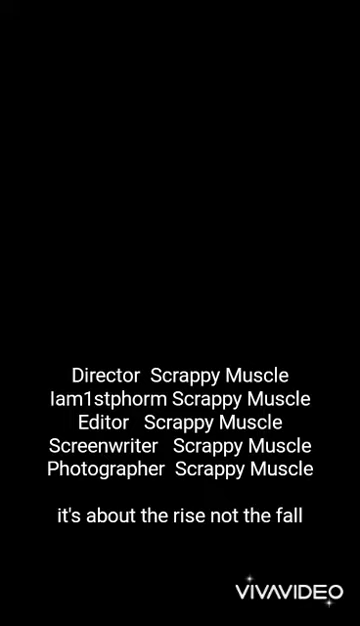 Director  Scrappy Muscle
Iam1stphorm Scrappy Muscle
Editor   Scrappy Muscle
Screenwriter   Scrappy Muscle
Photographer  Scrappy Muscle
it's about the rise not the fall
VIVAVIDEO